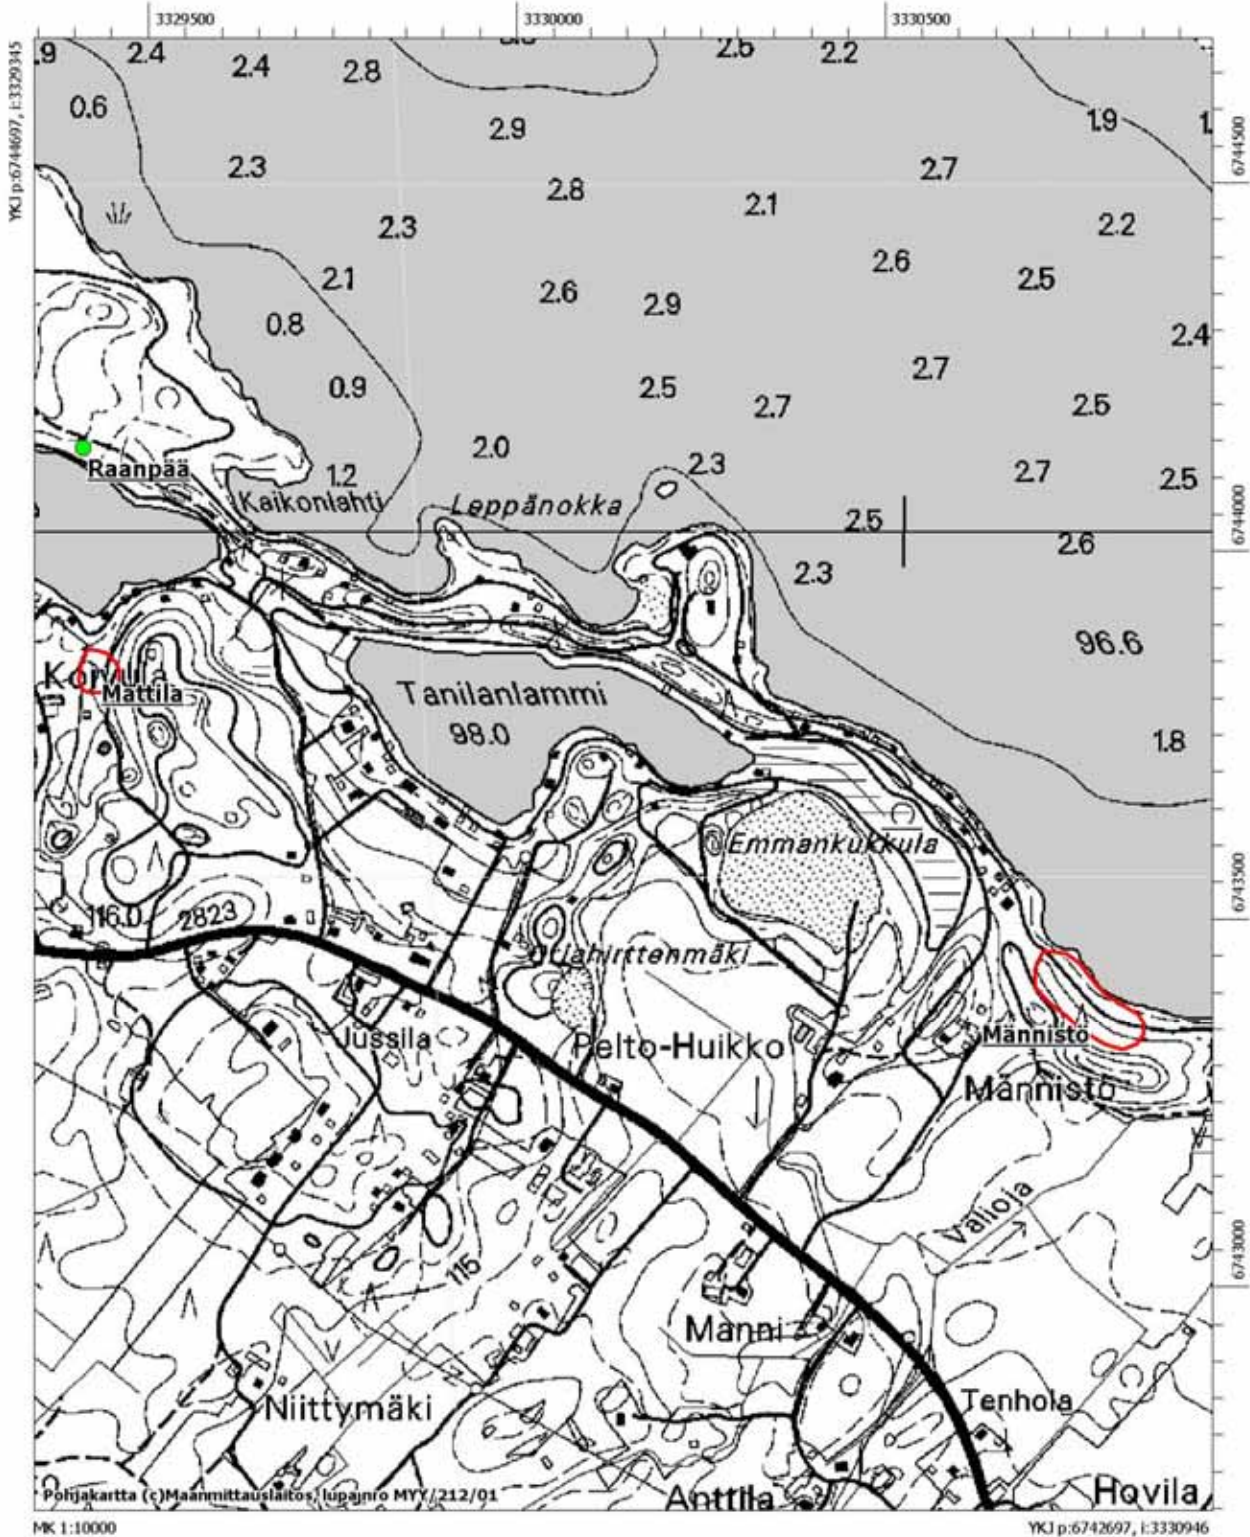 3329500 3330000 3330500
YKJ p:6744697, i:3329345
.9 2.4 2.4 2.8 2.2
0.6 2.9 1.9
6744500
2.3 2.8 2.7 2.1
2.3 2.2
2.1 2.6 2.9 2.6 2.5
0.8 2.4
0.9 2.5 2.7 2.7 2.5
2.0 2.3 2.7 2.5
Raanpää 1.2
Kaikonlahti Leppänokka 2.5
6744000
2.6
2.3
96.6
Mattila Tanilanlammi
98.0 1.8
Emmankukkula
6743500
116.0 2823
Jussila Pelto-Huikko Männistö
Männistö
Valioja
6743000
115
Manni
Niittymäki Tenhola
Pohjakartta (c)Maanmittauslaitos, lupanro MYY/212/01
Anttila Hovila
MK 1:10000 YKJ p:6742697, i:3330946